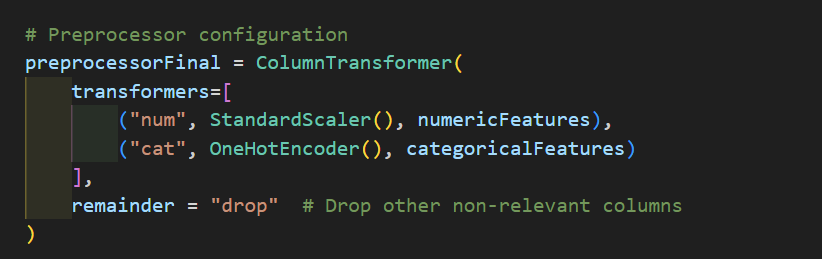 # Preprocessor configuration
preprocessorFinal = ColumnTransformer(
    transformers=[
        ("num", StandardScaler(), numericFeatures),
        ("cat", OneHotEncoder(), categoricalFeatures)
    ],
    remainder = "drop"  # Drop other non-relevant columns
)